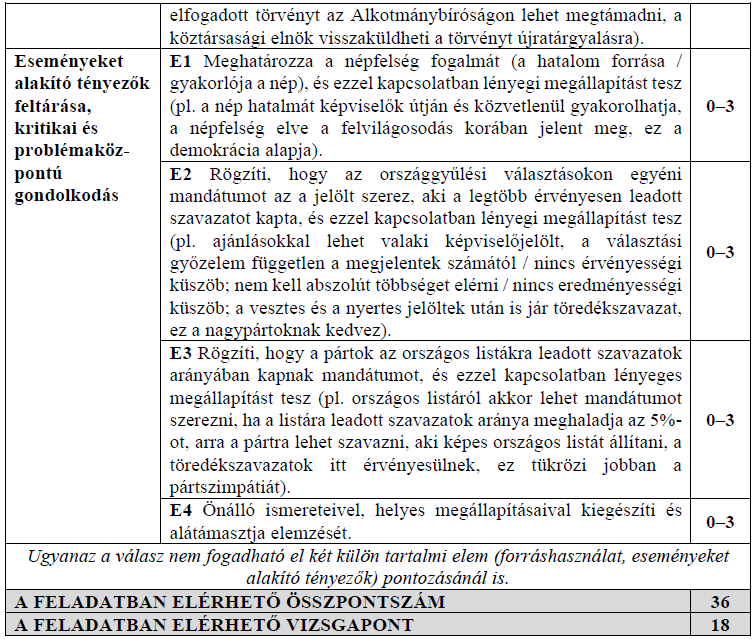 elfogadott törvényt az Alkotmánybíróságon lehet megtámadni, a
köztársasági elnök visszaküldheti a törvényt újratárgyalásra).
Eseményeket
alakító tényezők
feltárása,
kritikai és
problémaköz-
pontú
gondolkodás
E1 Meghatározza a népfelség fogalmát (a hatalom forrása /
gyakorlója a nép), és ezzel kapcsolatban lényegi megállapítást tesz
(pl. a nép hatalmát képviselők útján és közvetlenül gyakorolhatja,
a népfelség elve a felvilágosodás korában jelent meg, ez a
demokrácia alapja).
0–3
E2 Rögzíti, hogy az országgyűlési választásokon egyéni
mandátumot az a jelölt szerez, aki a legtöbb érvényesen leadott
szavazatot kapta, és ezzel kapcsolatban lényegi megállapítást tesz
(pl. ajánlásokkal lehet valaki képviselőjelölt, a választási
győzelem független a megjelentek számától / nincs érvényességi
küszöb; nem kell abszolút többséget elérni / nincs eredményességi
küszöb; a vesztes és a nyertes jelöltek után is jár töredékszavazat,
ez a nagypártoknak kedvez).
0–3
E3 Rögzíti, hogy a pártok az országos listákra leadott szavazatok
arányában kapnak mandátumot, és ezzel kapcsolatban lényeges
megállapítást tesz (pl. országos listáról akkor lehet mandátumot
szerezni, ha a listára leadott szavazatok aránya meghaladja az 5%-
ot, arra a pártra lehet szavazni, aki képes országos listát állítani, a
töredékszavazatok itt érvényesülnek, ez tükrözi jobban a
pártszimpátiát).
0–3
E4 Önálló ismereteivel, helyes megállapításaival kiegészíti és
alátámasztja elemzését.
0–3
Ugyanaz a válasz nem fogadható el két külön tartalmi elem (forráshasználat, eseményeket
alakító tényezők) pontozásánál is.
A FELADATBAN ELÉRHETŐ ÖSSZPONTSZÁM 36
A FELADATBAN ELÉRHETŐ VIZSGAPONT 18